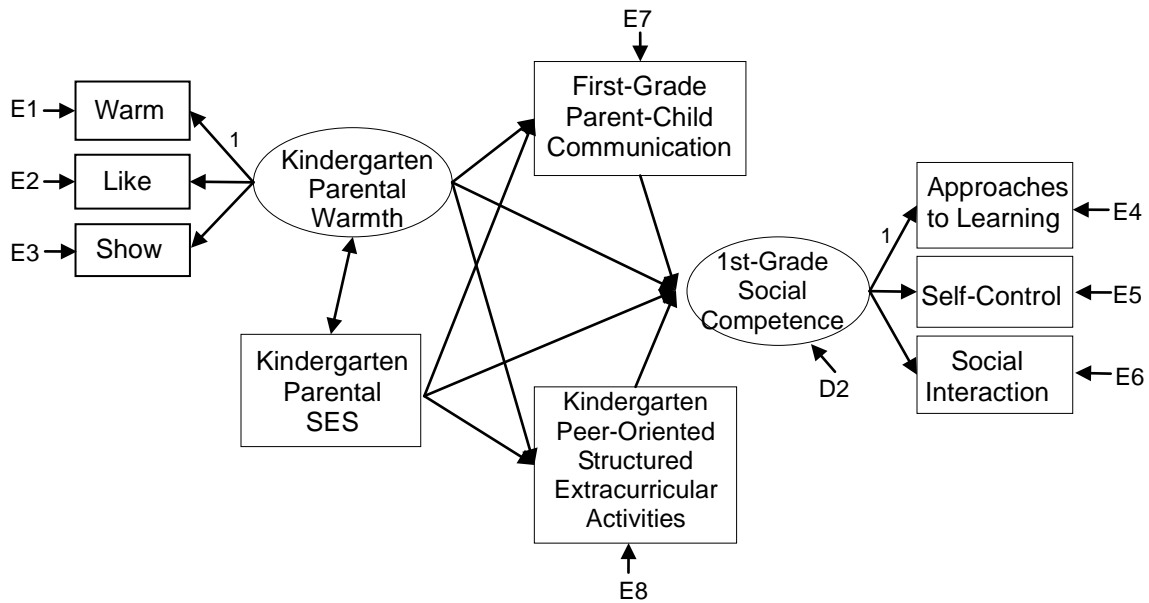 E7
First-Grade
Parent-Child
Communication
E1
Warm
1
E2
Like
E3
Show
Kindergarten
Parental
Warmth
Kindergarten
Parental
SES
1st-Grade
Social
Competence
D2
Kindergarten
Peer-Oriented
Structured
Extracurricular
Activities
E8
1
Approaches
to Learning
E4
Self-Control
E5
Social
Interaction
E6